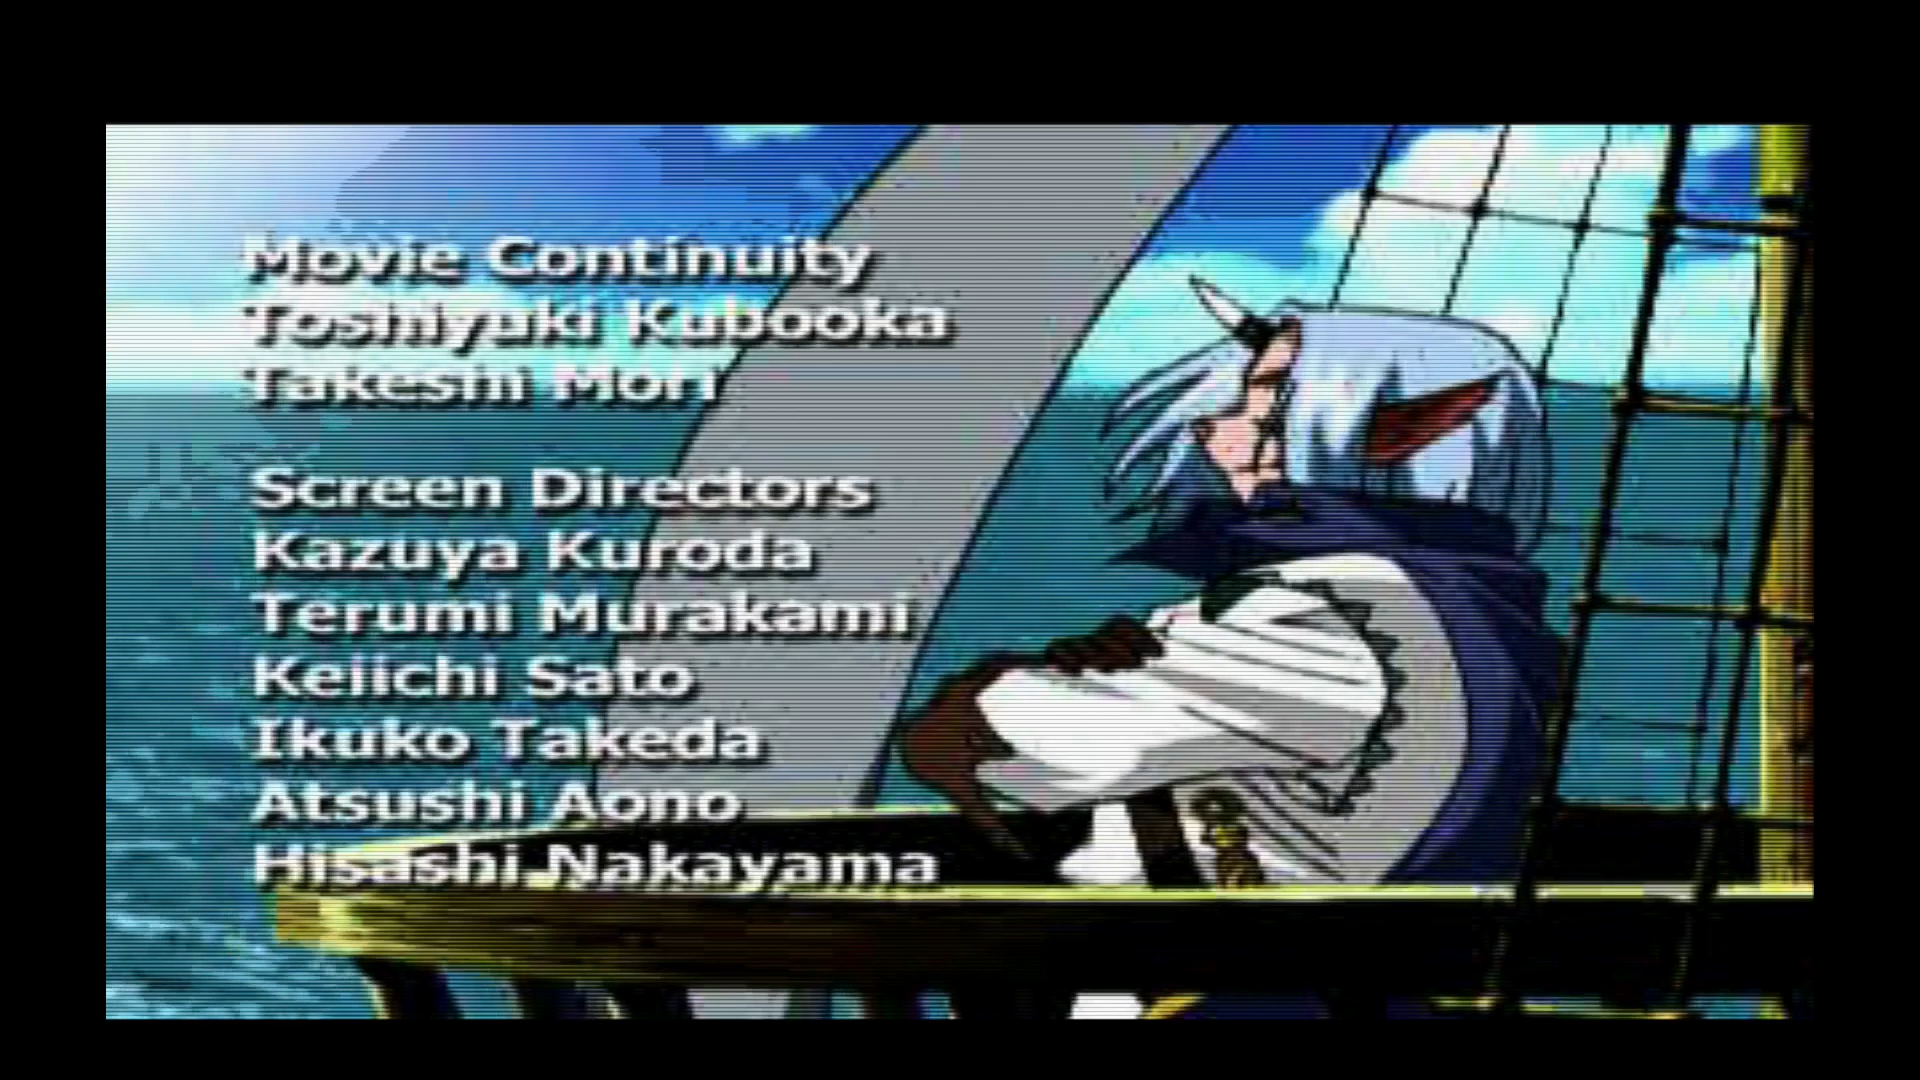 Movie Continuity
Toshiyuki Kubooka
Takeshi Mori
Screen Directors
Kazuya Kuroda
Terumi Murakami
Keiichi Sato
Ikuko Takeda
Atsushi Aono
Hisashi Nakayama